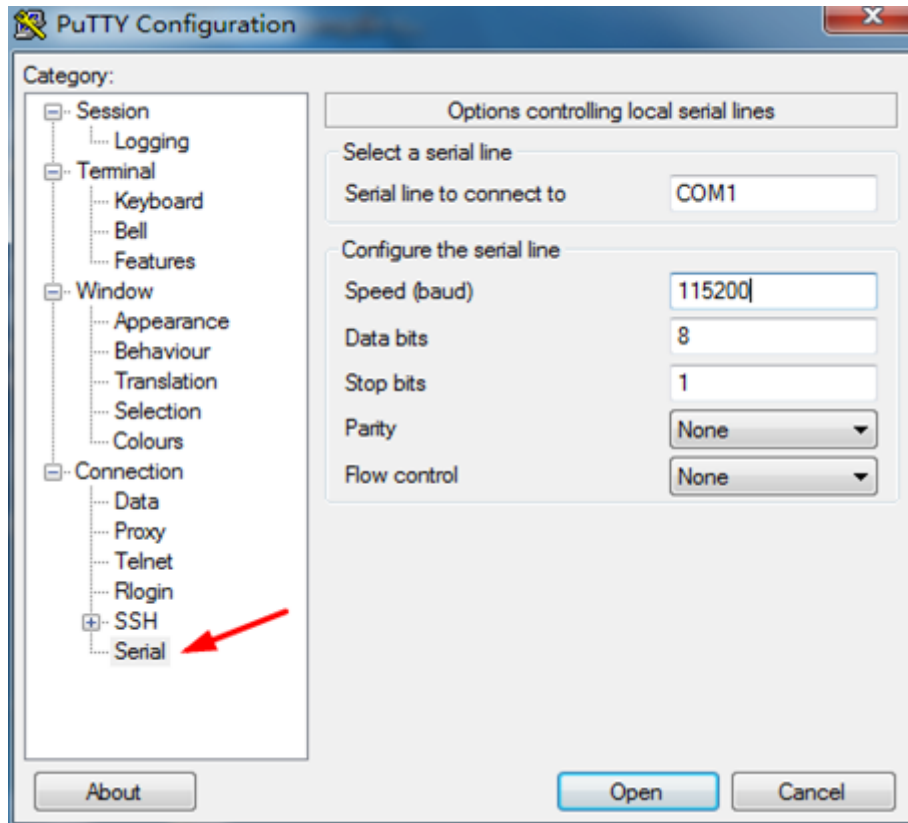 PuTTY Configuration
Category:
Session
Logging
Terminal
Keyboard
Bell
Features
Window
Appearance
Behaviour
Translation
Selection
Colours
Connection
Data
Proxy
Telnet
Rlogin
SSH
Serial
Options controlling local serial lines
Select a serial line
Serial line to connect to COM1
Configure the serial line
Speed (baud) 115200
Data bits 8
Stop bits 1
Parity None
Flow control None
About Open Cancel